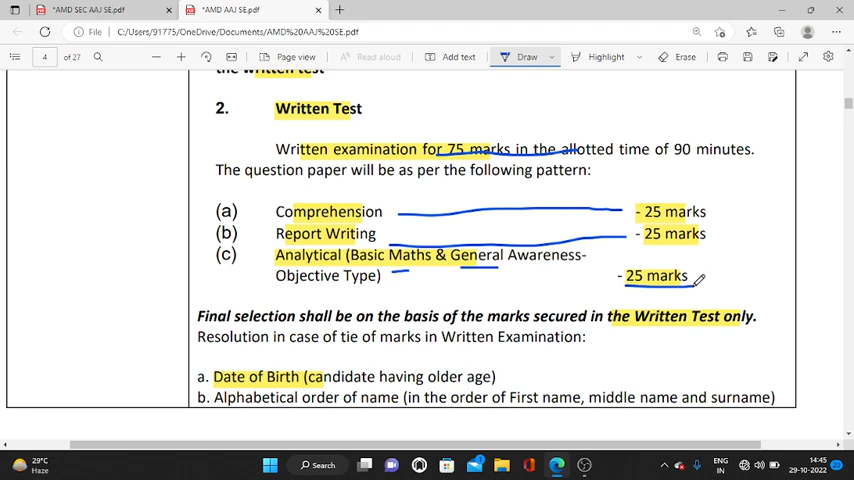 *AMD SEC AAJ SE.pdf
*AMD AAJ SE.pdf
File
C:/Users/91775/OneDrive/Documents/AMD%20AAJ%20SE.pdf
4 of 27
Page view
Read aloud
Add text
Draw
Highlight
Erase
the written test
2. Written Test
Written examination for 75 marks in the allotted time of 90 minutes.
The question paper will be as per the following pattern:
(a) Comprehension - 25 marks
(b) Report Writing - 25 marks
(c) Analytical (Basic Maths & General Awareness-
Objective Type) - 25 marks
Final selection shall be on the basis of the marks secured in the Written Test only.
Resolution in case of tie of marks in Written Examination:
a. Date of Birth (candidate having older age)
b. Alphabetical order of name (in the order of First name, middle name and surname)
29°C
Haze
Search
ENG
IN
14:45
29-10-2022